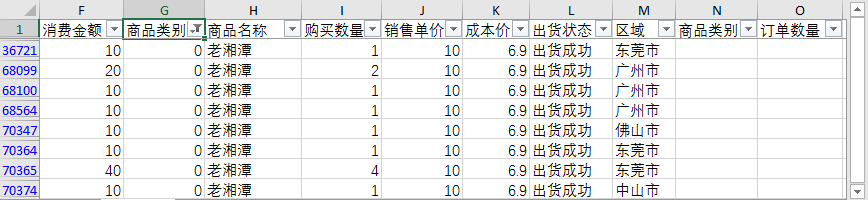 F G H I J K L M N O
1 消费金额 商品类别 商品名称 购买数量 销售单价 成本价 出货状态 区域 商品类别 订单数量
36721 10 0 老湘潭 1 10 6.9 出货成功 东莞市
68099 20 0 老湘潭 2 10 6.9 出货成功 广州市
68100 10 0 老湘潭 1 10 6.9 出货成功 广州市
68564 10 0 老湘潭 1 10 6.9 出货成功 广州市
70347 10 0 老湘潭 1 10 6.9 出货成功 佛山市
70364 10 0 老湘潭 1 10 6.9 出货成功 东莞市
70365 40 0 老湘潭 4 10 6.9 出货成功 东莞市
70374 10 0 老湘潭 1 10 6.9 出货成功 中山市